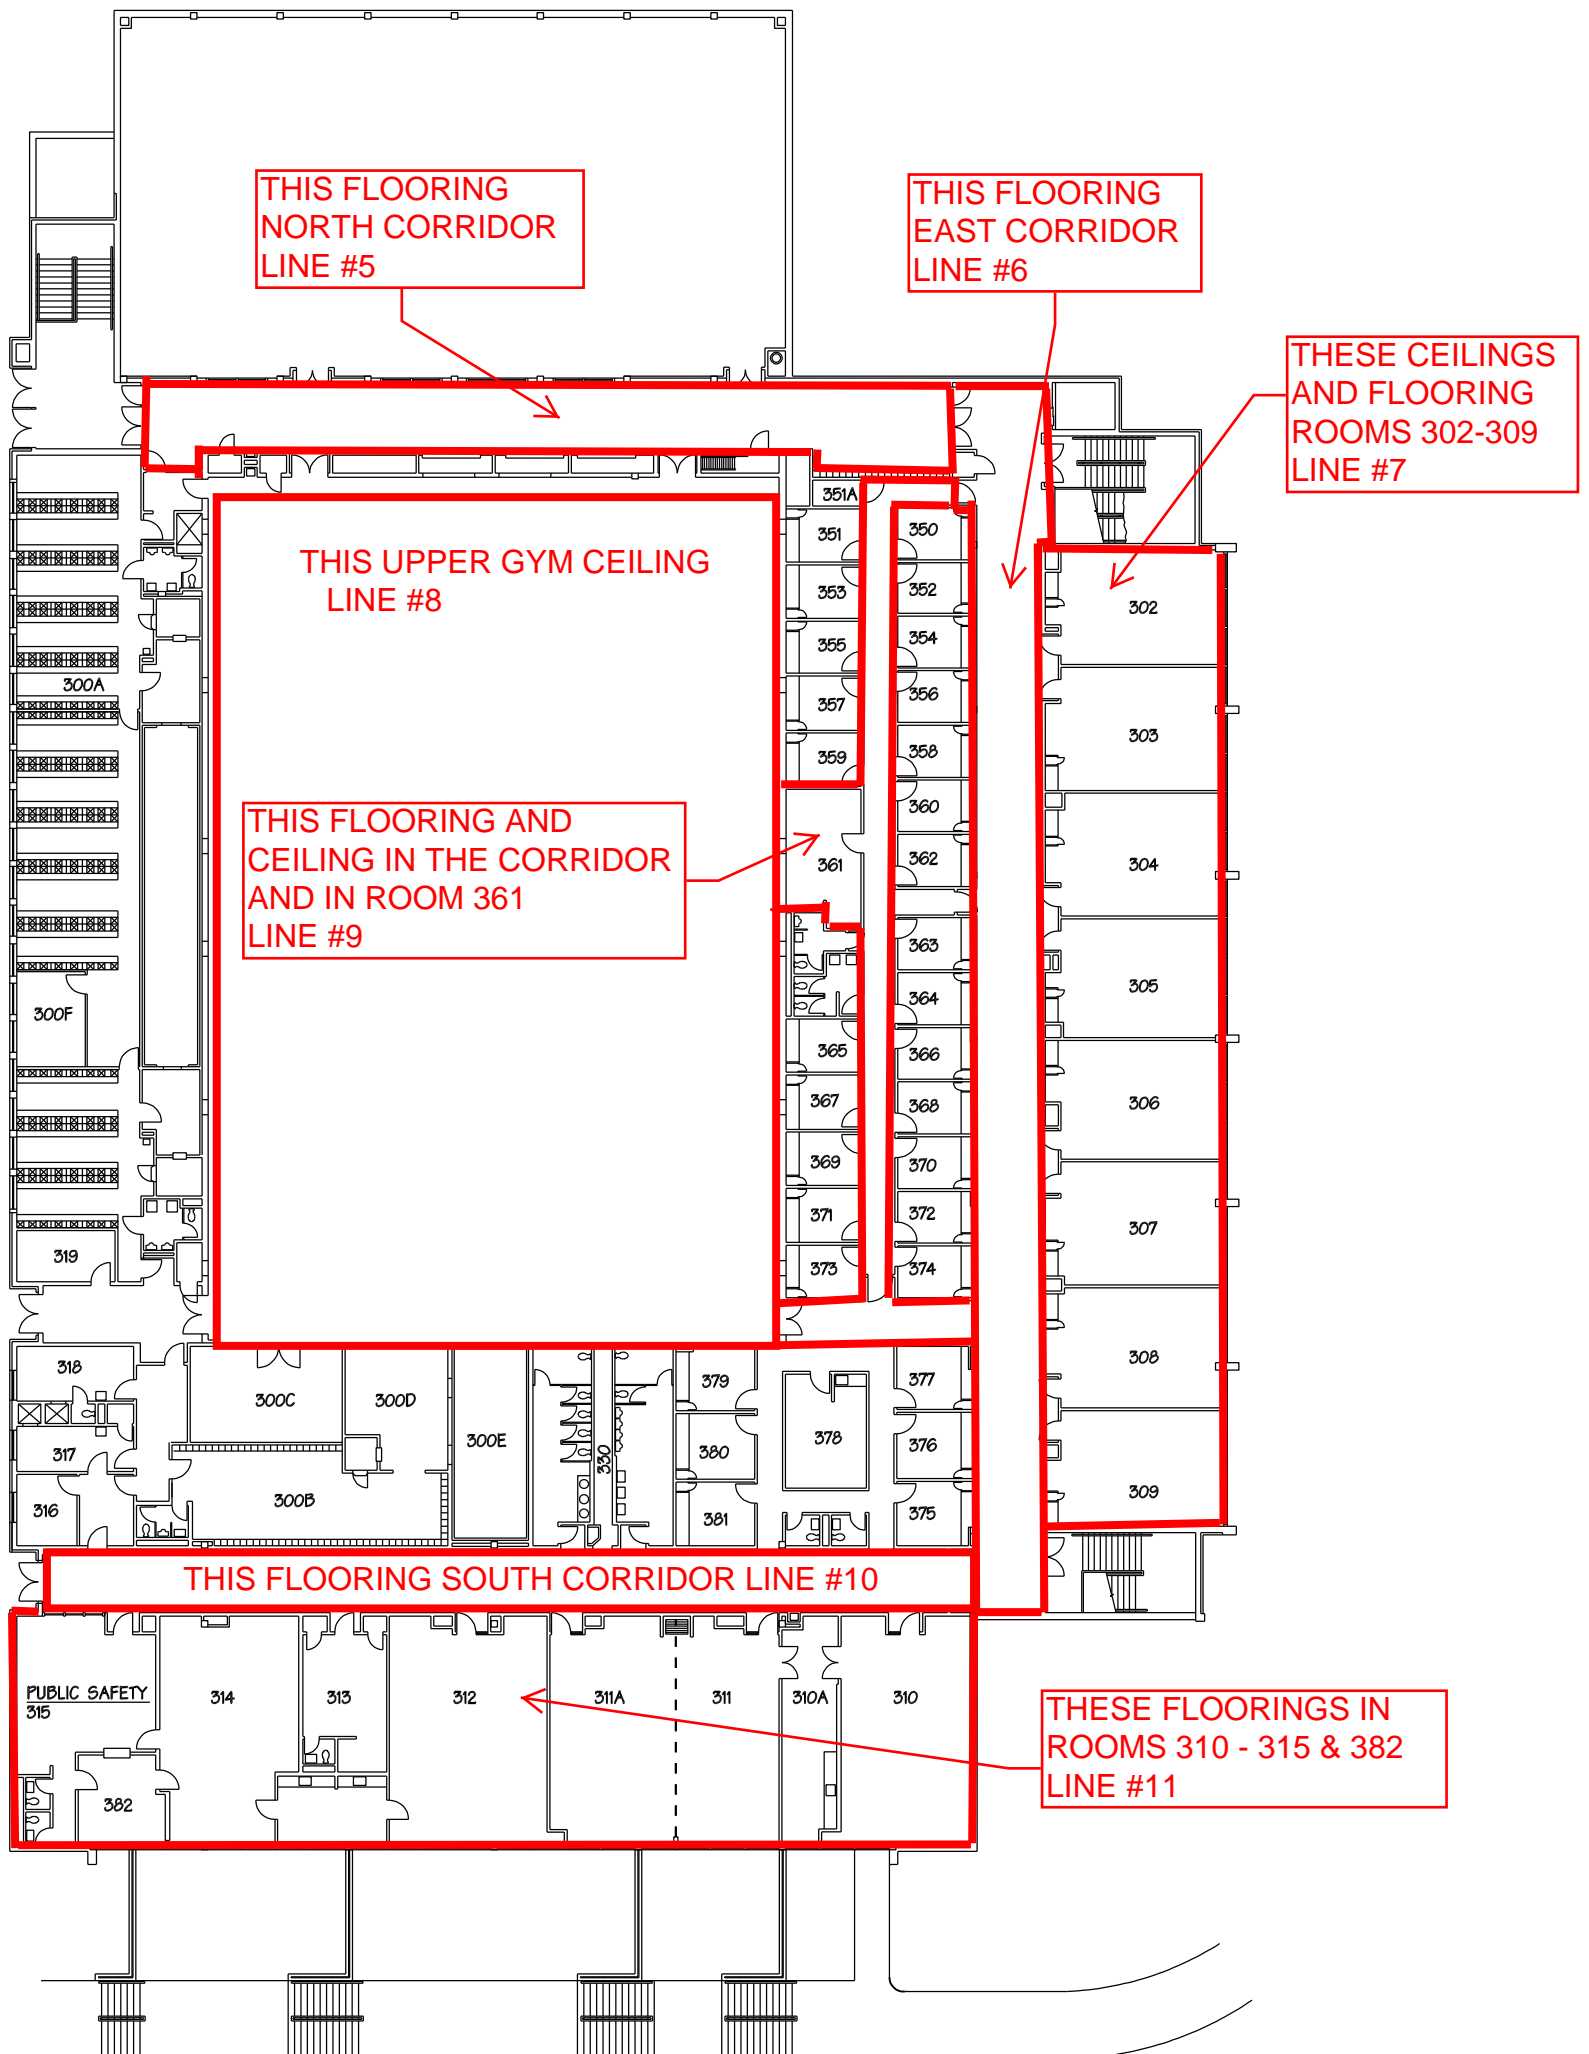 THIS FLOORING
NORTH CORRIDOR
LINE #5
THIS FLOORING
EAST CORRIDOR
LINE #6
THESE CEILINGS
AND FLOORING
ROOMS 302-309
LINE #7
THIS UPPER GYM CEILING
LINE #8
THIS FLOORING AND
CEILING IN THE CORRIDOR
AND IN ROOM 361
LINE #9
351A
351
350
353
352
355
354
357
356
359
358
360
361
362
363
364
365
366
367
368
369
370
371
372
373
374
302
303
304
305
306
307
308
309
300A
300F
319
318
317
316
300C
300D
300E
300B
330
379
380
381
378
377
376
375
THIS FLOORING SOUTH CORRIDOR LINE #10
PUBLIC SAFETY
315
314
313
312
311A
311
310A
310
382
THESE FLOORINGS IN
ROOMS 310 - 315 & 382
LINE #11